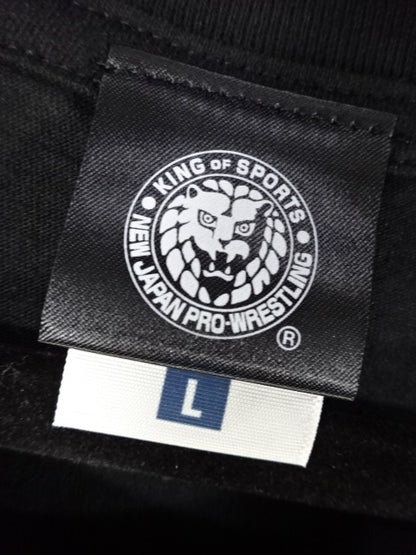 KING OF SPORTS
NEW JAPAN PRO-WRESTLING
®
L